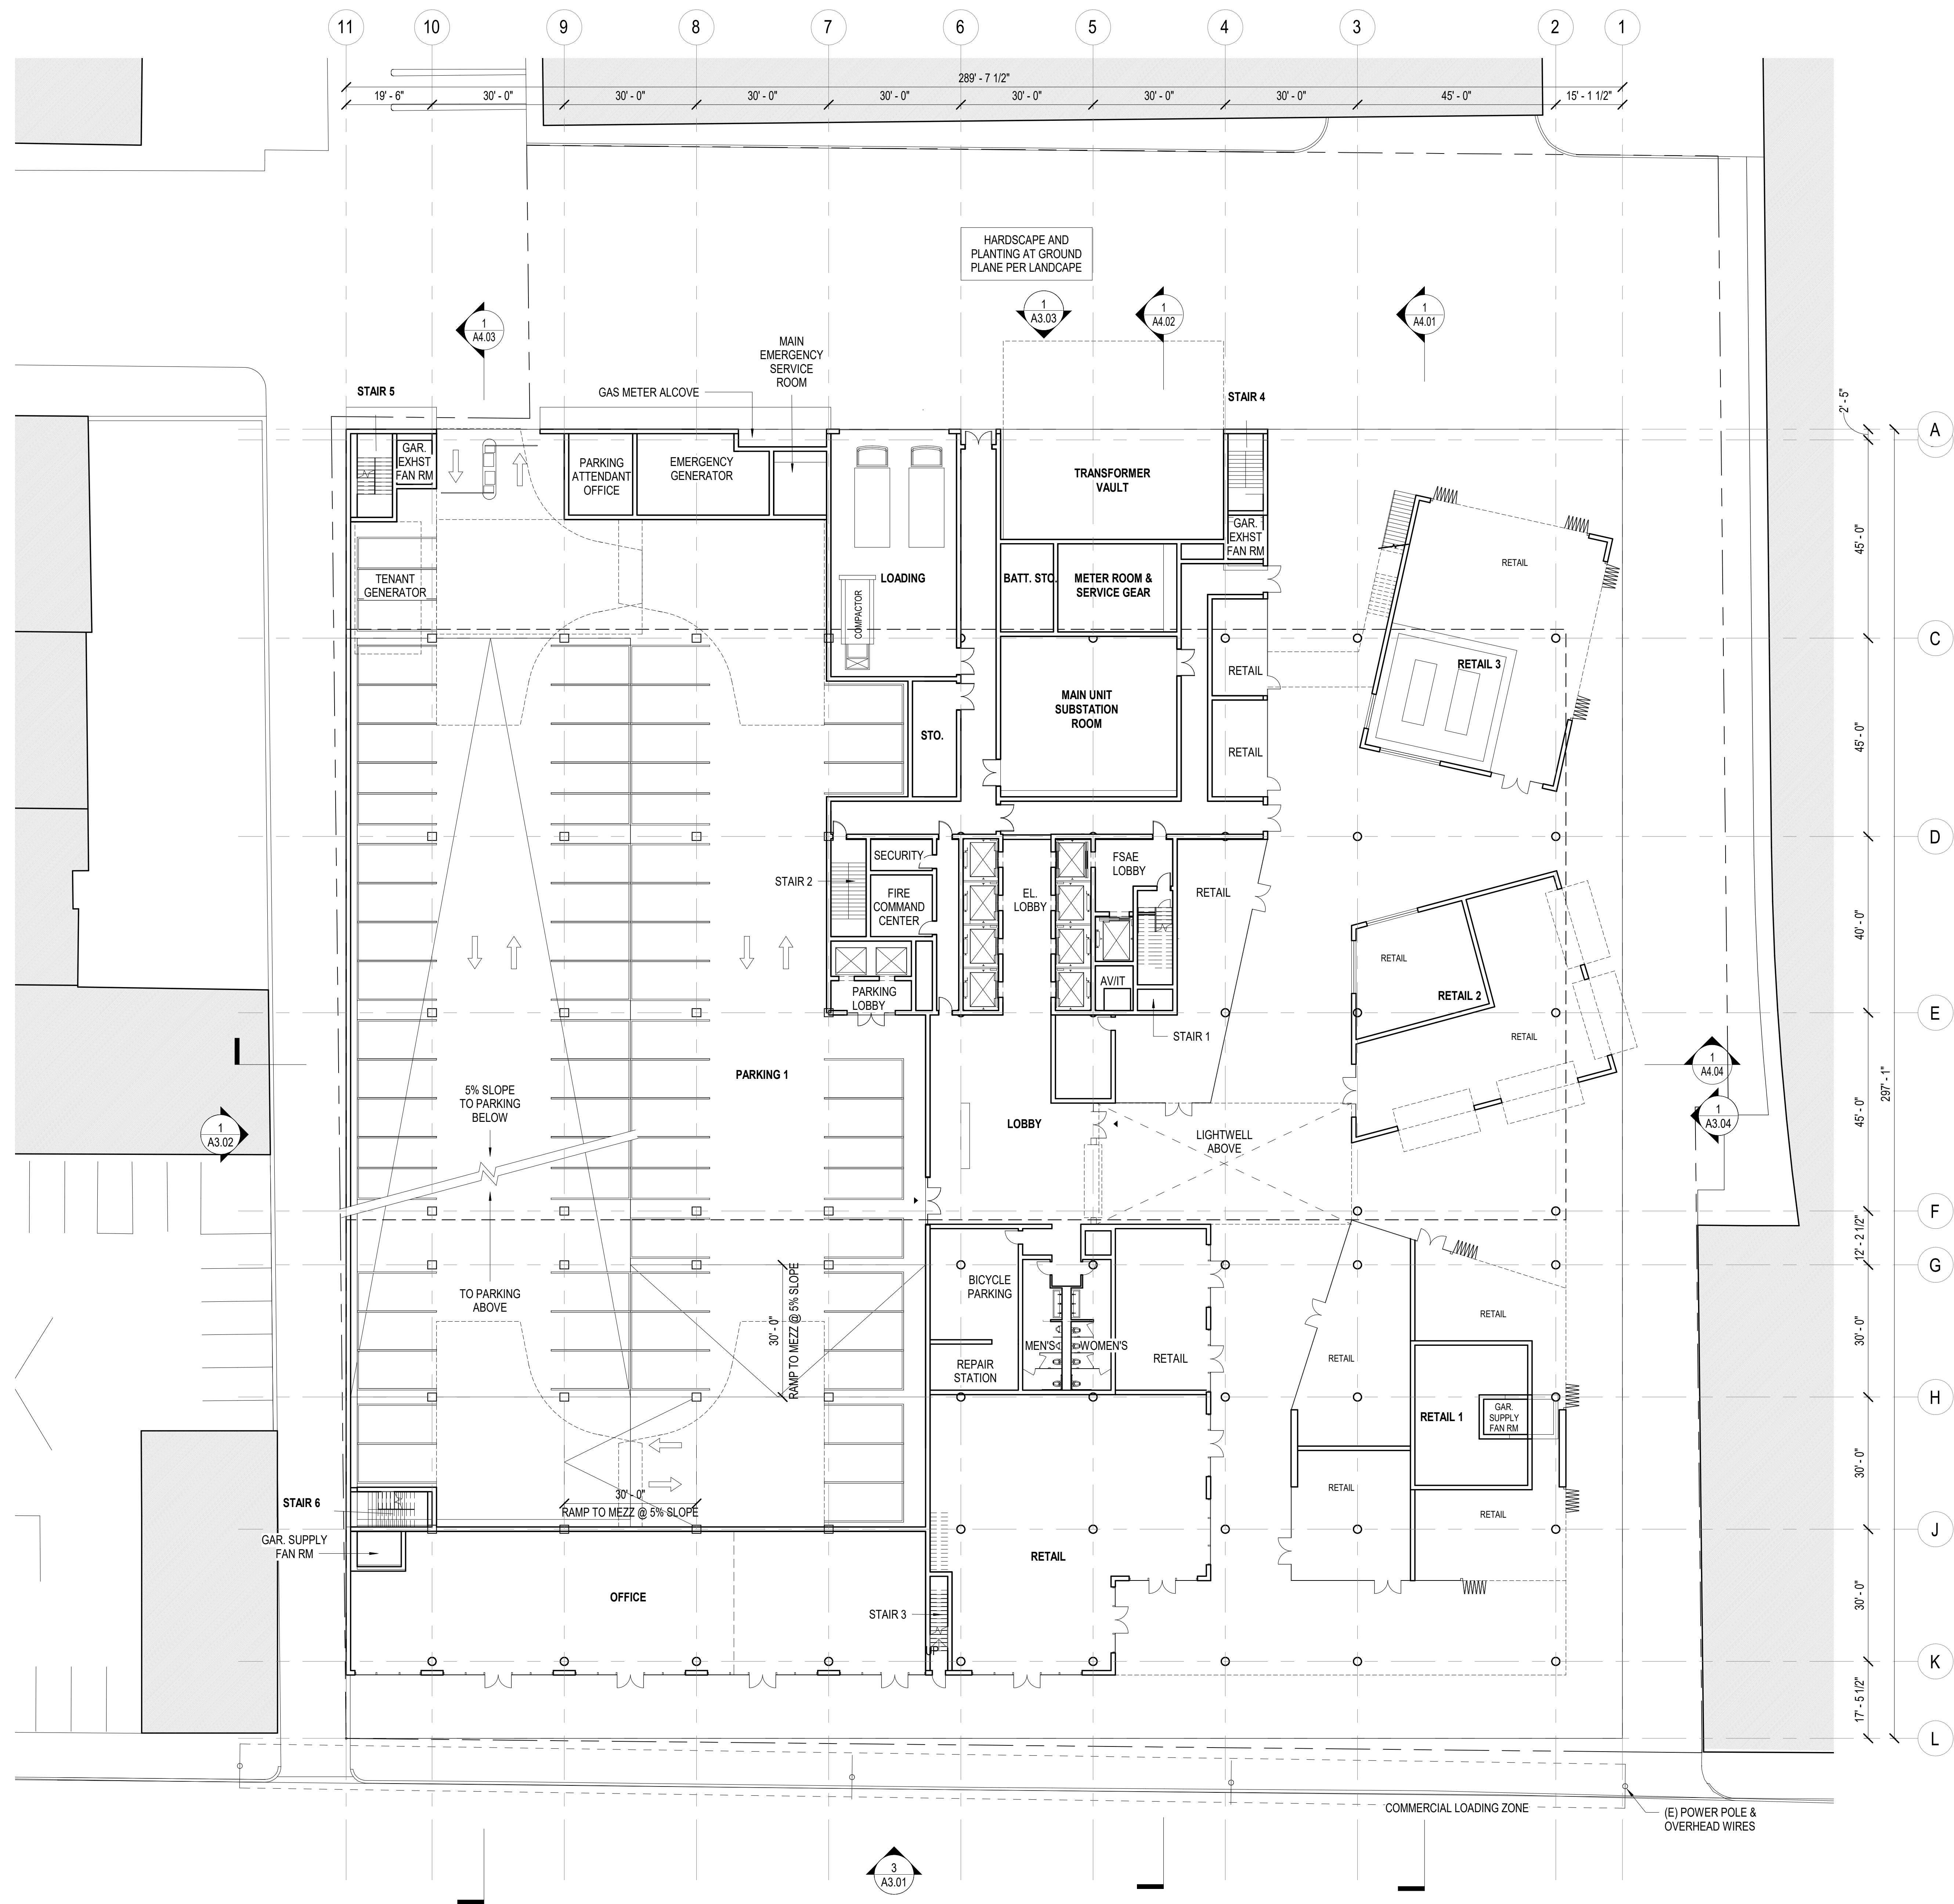 11
10
9
8
7
6
5
4
3
2
1
289' - 7 1/2"
19' - 6"
30' - 0"
30' - 0"
30' - 0"
30' - 0"
30' - 0"
30' - 0"
30' - 0"
45' - 0"
15' - 1 1/2"
HARDSCAPE AND
PLANTING AT GROUND
PLANE PER LANDCAPE
1
A4.03
1
A3.03
1
A4.02
1
A4.01
MAIN
EMERGENCY
SERVICE
ROOM
GAS METER ALCOVE
STAIR 5
STAIR 4
2' - 5"
A
GAR.
EXHST
FAN RM
PARKING
ATTENDANT
OFFICE
EMERGENCY
GENERATOR
TRANSFORMER
VAULT
GAR.
EXHST
FAN RM
45' - 0"
RETAIL
TENANT
GENERATOR
LOADING
COMPACTOR
BATT. STO.
METER ROOM &
SERVICE GEAR
C
RETAIL
RETAIL 3
MAIN UNIT
SUBSTATION
ROOM
STO.
RETAIL
45' - 0"
D
SECURITY
STAIR 2
FIRE
COMMAND
CENTER
EL.
LOBBY
FSAE
LOBBY
RETAIL
40' - 0"
RETAIL
RETAIL 2
AV/IT
PARKING
LOBBY
E
STAIR 1
RETAIL
PARKING 1
1
A4.04
297' - 1"
5% SLOPE
TO PARKING
BELOW
1
A3.02
LOBBY
LIGHTWELL
ABOVE
1
A3.04
45' - 0"
F
12' - 2 1/2"
G
TO PARKING
ABOVE
30' - 0"
RAMP TO MEZZ @ 5% SLOPE
BICYCLE
PARKING
RETAIL
MEN'S
WOMEN'S
REPAIR
STATION
RETAIL
RETAIL
30' - 0"
H
RETAIL 1
GAR.
SUPPLY
FAN RM
30' - 0"
RETAIL
RETAIL
STAIR 6
30' - 0"
RAMP TO MEZZ @ 5% SLOPE
J
GAR. SUPPLY
FAN RM
RETAIL
OFFICE
STAIR 3
UP
30' - 0"
K
17' - 5 1/2"
L
COMMERCIAL LOADING ZONE
(E) POWER POLE &
OVERHEAD WIRES
3
A3.01